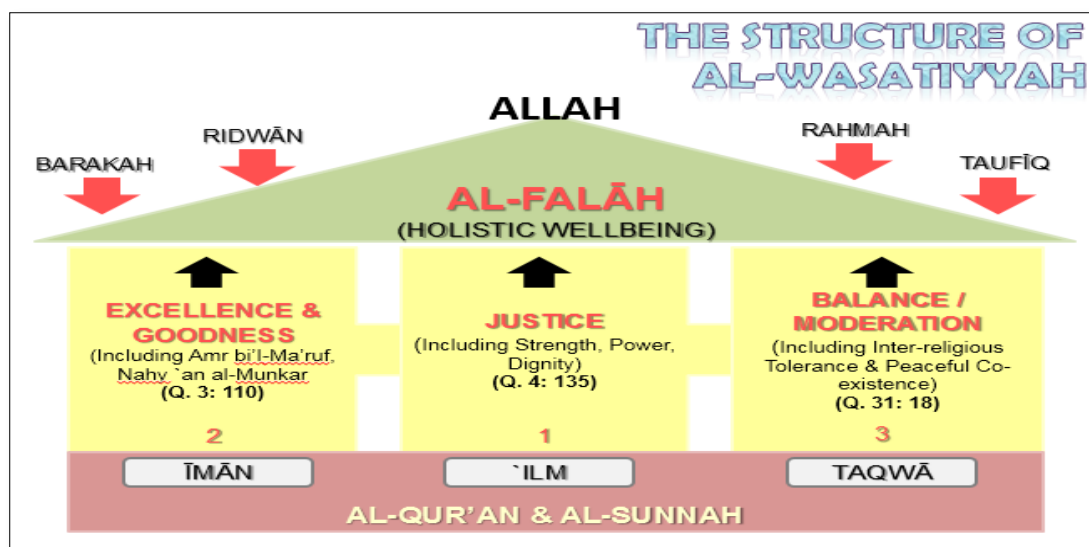 THE STRUCTURE OF
AL-WASATIYYAH
ALLAH
RIDWĀN
RAHMAH
BARAKAH
TAUFĪQ
AL-FALĀH
(HOLISTIC WELLBEING)
EXCELLENCE &
GOODNESS
(Including Amr bi'l-Ma'ruf,
Nahy `an al-Munkar
(Q. 3: 110)
2
JUSTICE
(Including Strength, Power,
Dignity)
(Q. 4: 135)
1
BALANCE /
MODERATION
(Including Inter-religious
Tolerance & Peaceful Co-
existence)
(Q. 31: 18)
3
ĪMĀN
`ILM
TAQWĀ
AL-QUR'AN & AL-SUNNAH